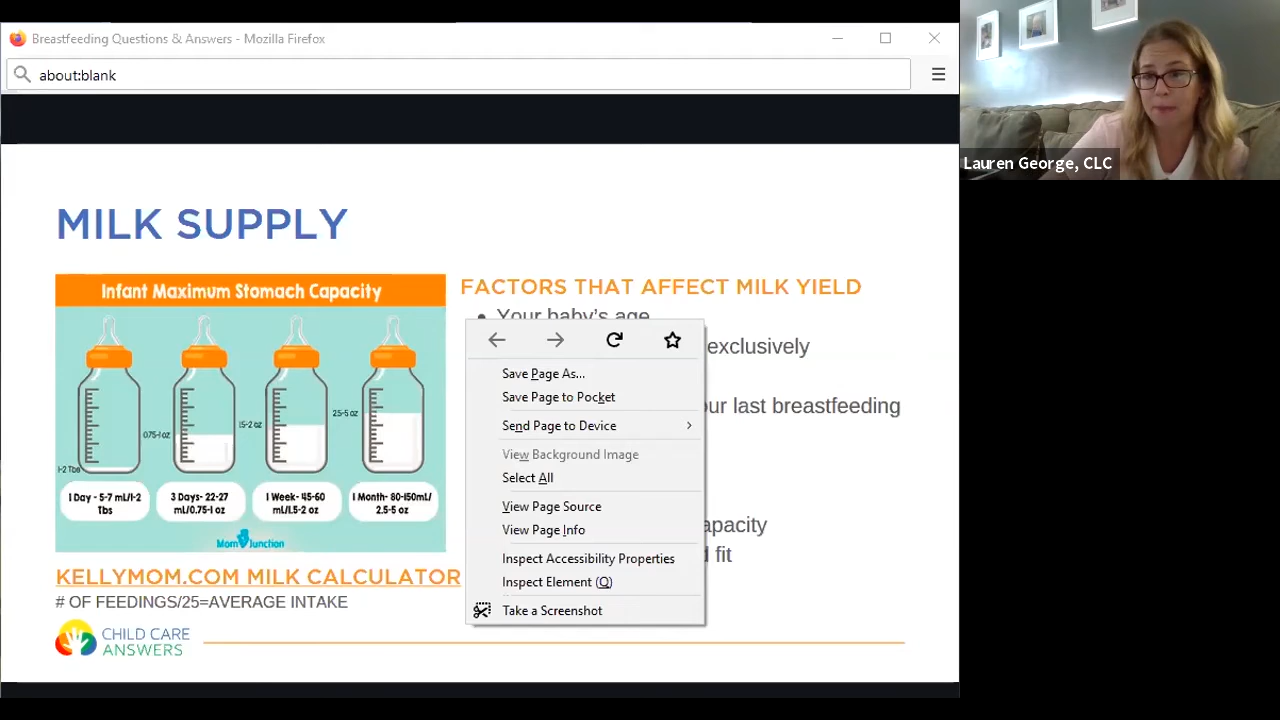 Breastfeeding Questions & Answers - Mozilla Firefox
about:blank
Lauren George, CLC
MILK SUPPLY
Infant Maximum Stomach Capacity
1-2 Tbs
0.75-1 oz
1.5-2 oz
2.5-5 oz
1 Day - 5-7 mL/1-2
Tbs
3 Days- 22-27
mL/0.75-1 oz
1 Week- 45-60
mL/1.5-2 oz
1 Month- 80-150mL/
2.5-5 oz
Mom Junction
KELLYMOM.COM MILK CALCULATOR
# OF FEEDINGS/25=AVERAGE INTAKE
CHILD CARE
ANSWERS
FACTORS THAT AFFECT MILK YIELD
• Your baby's age
exclusively
last breastfeeding
fit
Save Page As...
Save Page to Pocket
Send Page to Device
View Background Image
Select All
View Page Source
View Page Info
Inspect Accessibility Properties
Inspect Element (Q)
Take a Screenshot